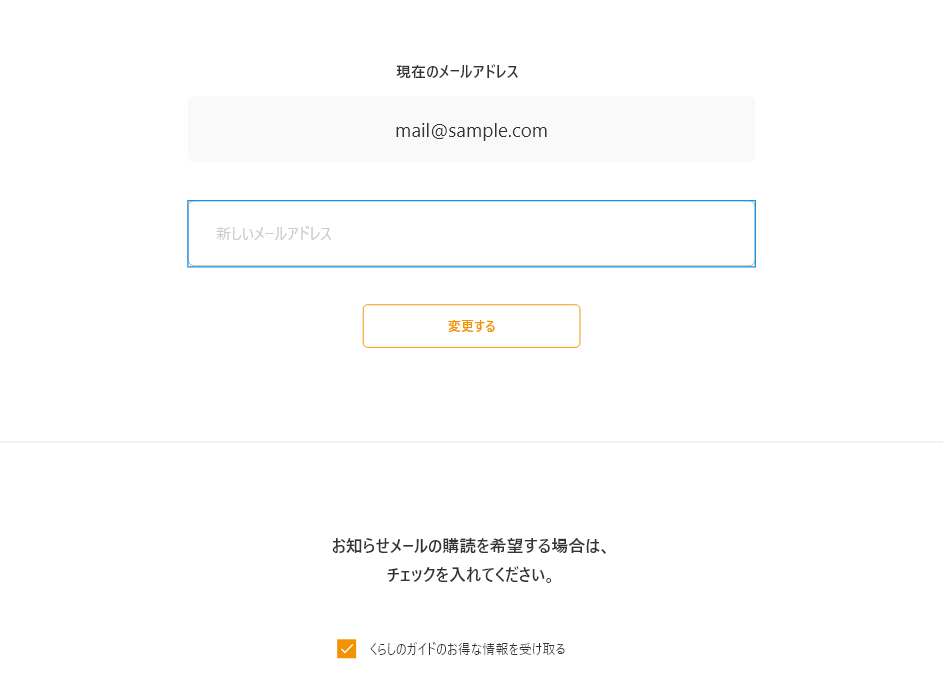 現在のメールアドレス
mail@sample.com
新しいメールアドレス
変更する
お知らせメールの購読を希望する場合は、
チェックを入れてください。
くらしのガイドのお得な情報を受け取る